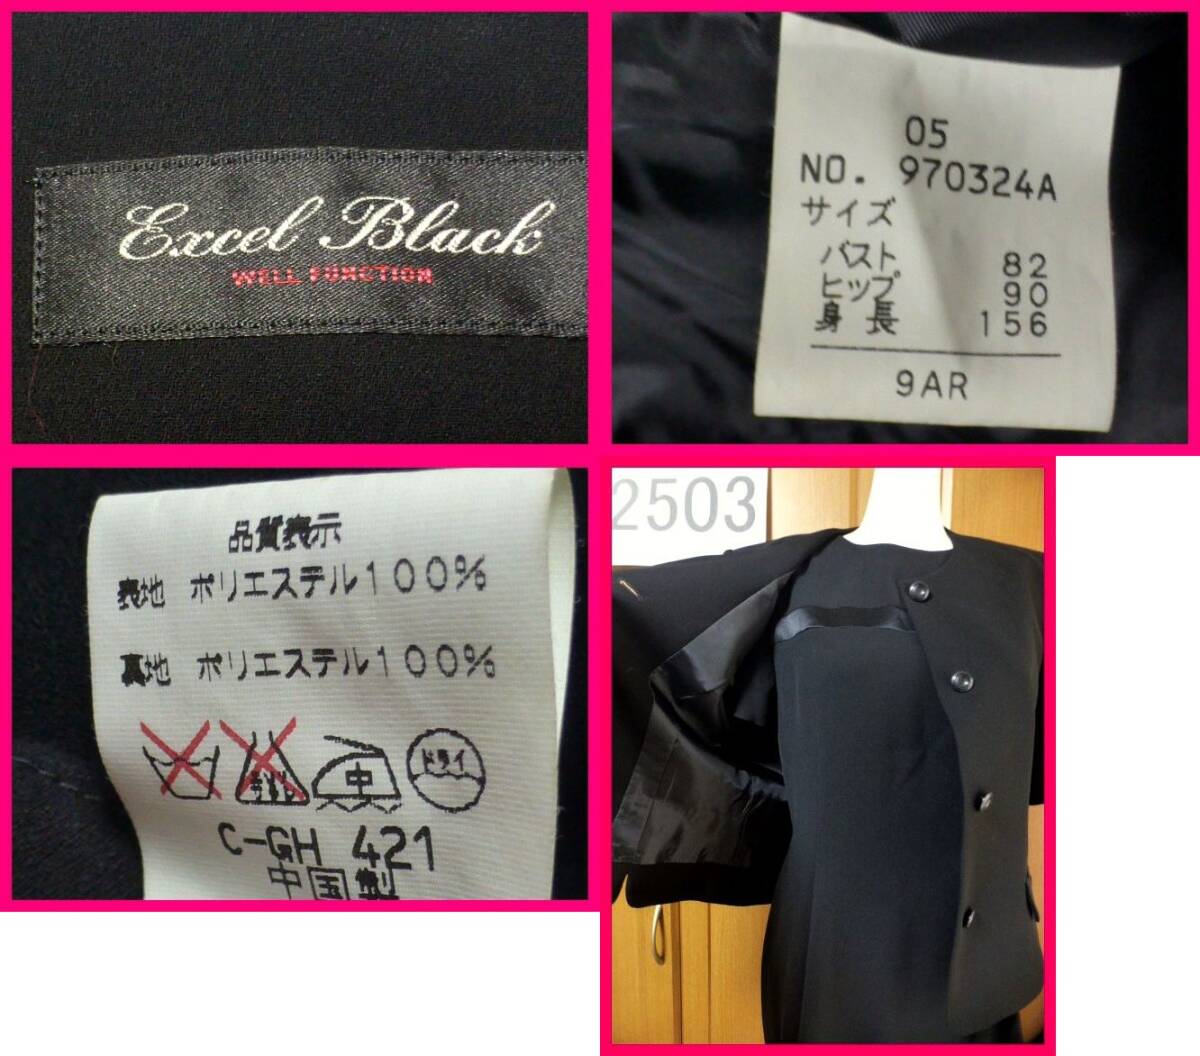 Excel Black
WELL FUNCTION
05
NO. 970324A
サイズ
バスト 82
ヒップ 90
身長 156
9AR
品質表示
表地 ポリエステル100%
裏地 ポリエステル100%
中 ドライ
C-GH 421
中国製
2503